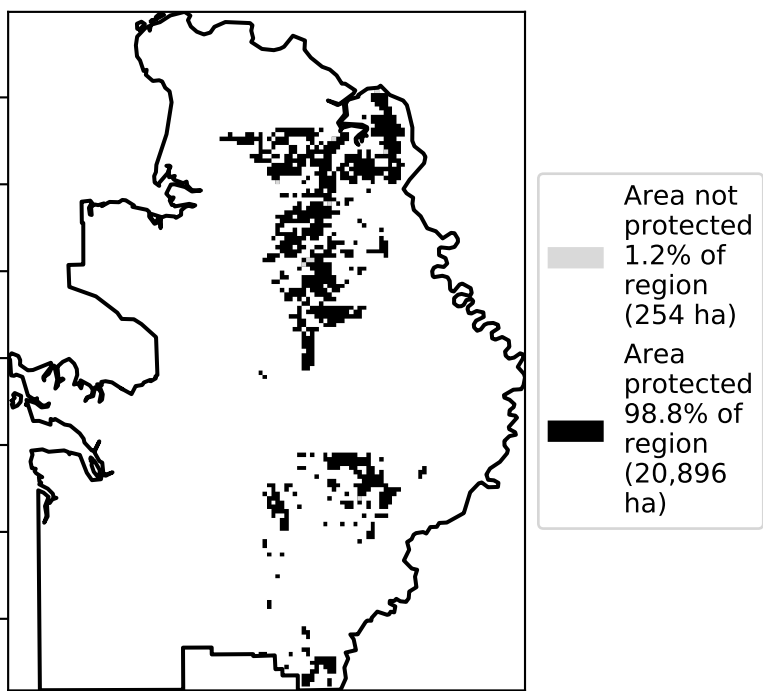 Area not
protected
1.2% of
region
(254 ha)
Area
protected
98.8% of
region
(20,896
ha)